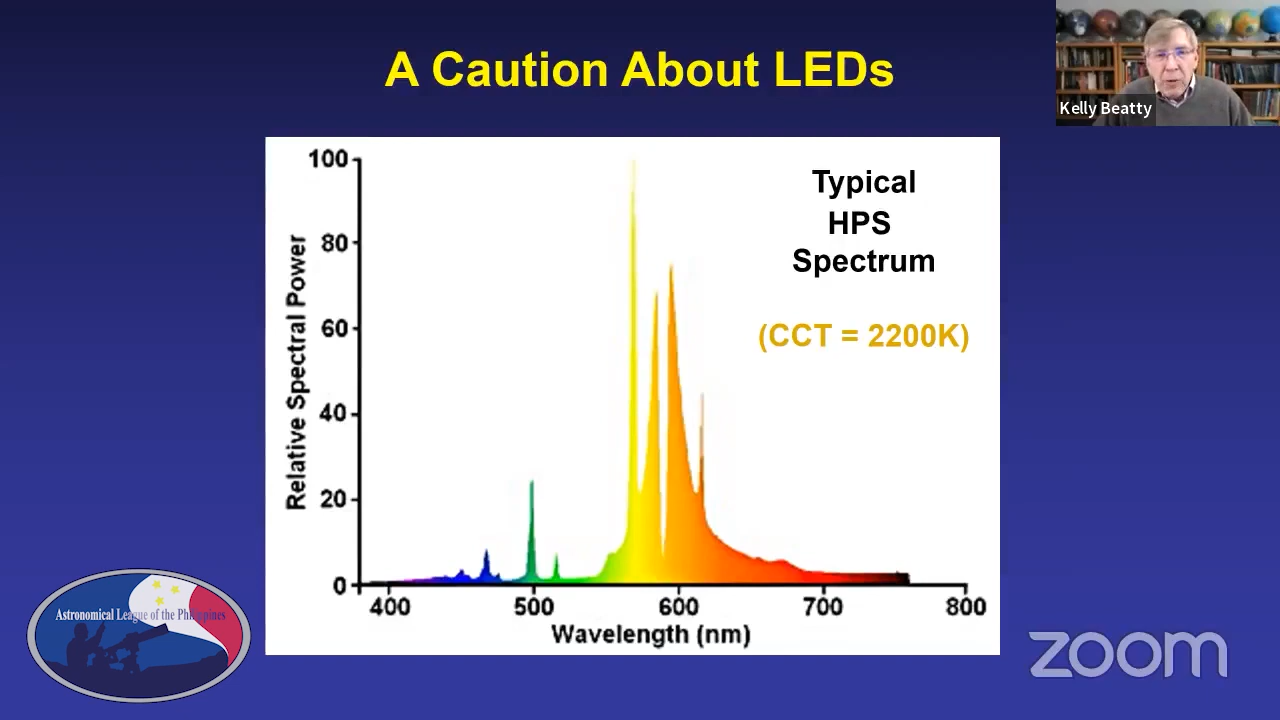 A Caution About LEDs
Kelly Beatty
Typical
HPS
Spectrum
(CCT = 2200K)
Relative Spectral Power
100
80
60
40
20
0
400 500 600 700 800
Wavelength (nm)
Astronomical League of the Philippines
zoom